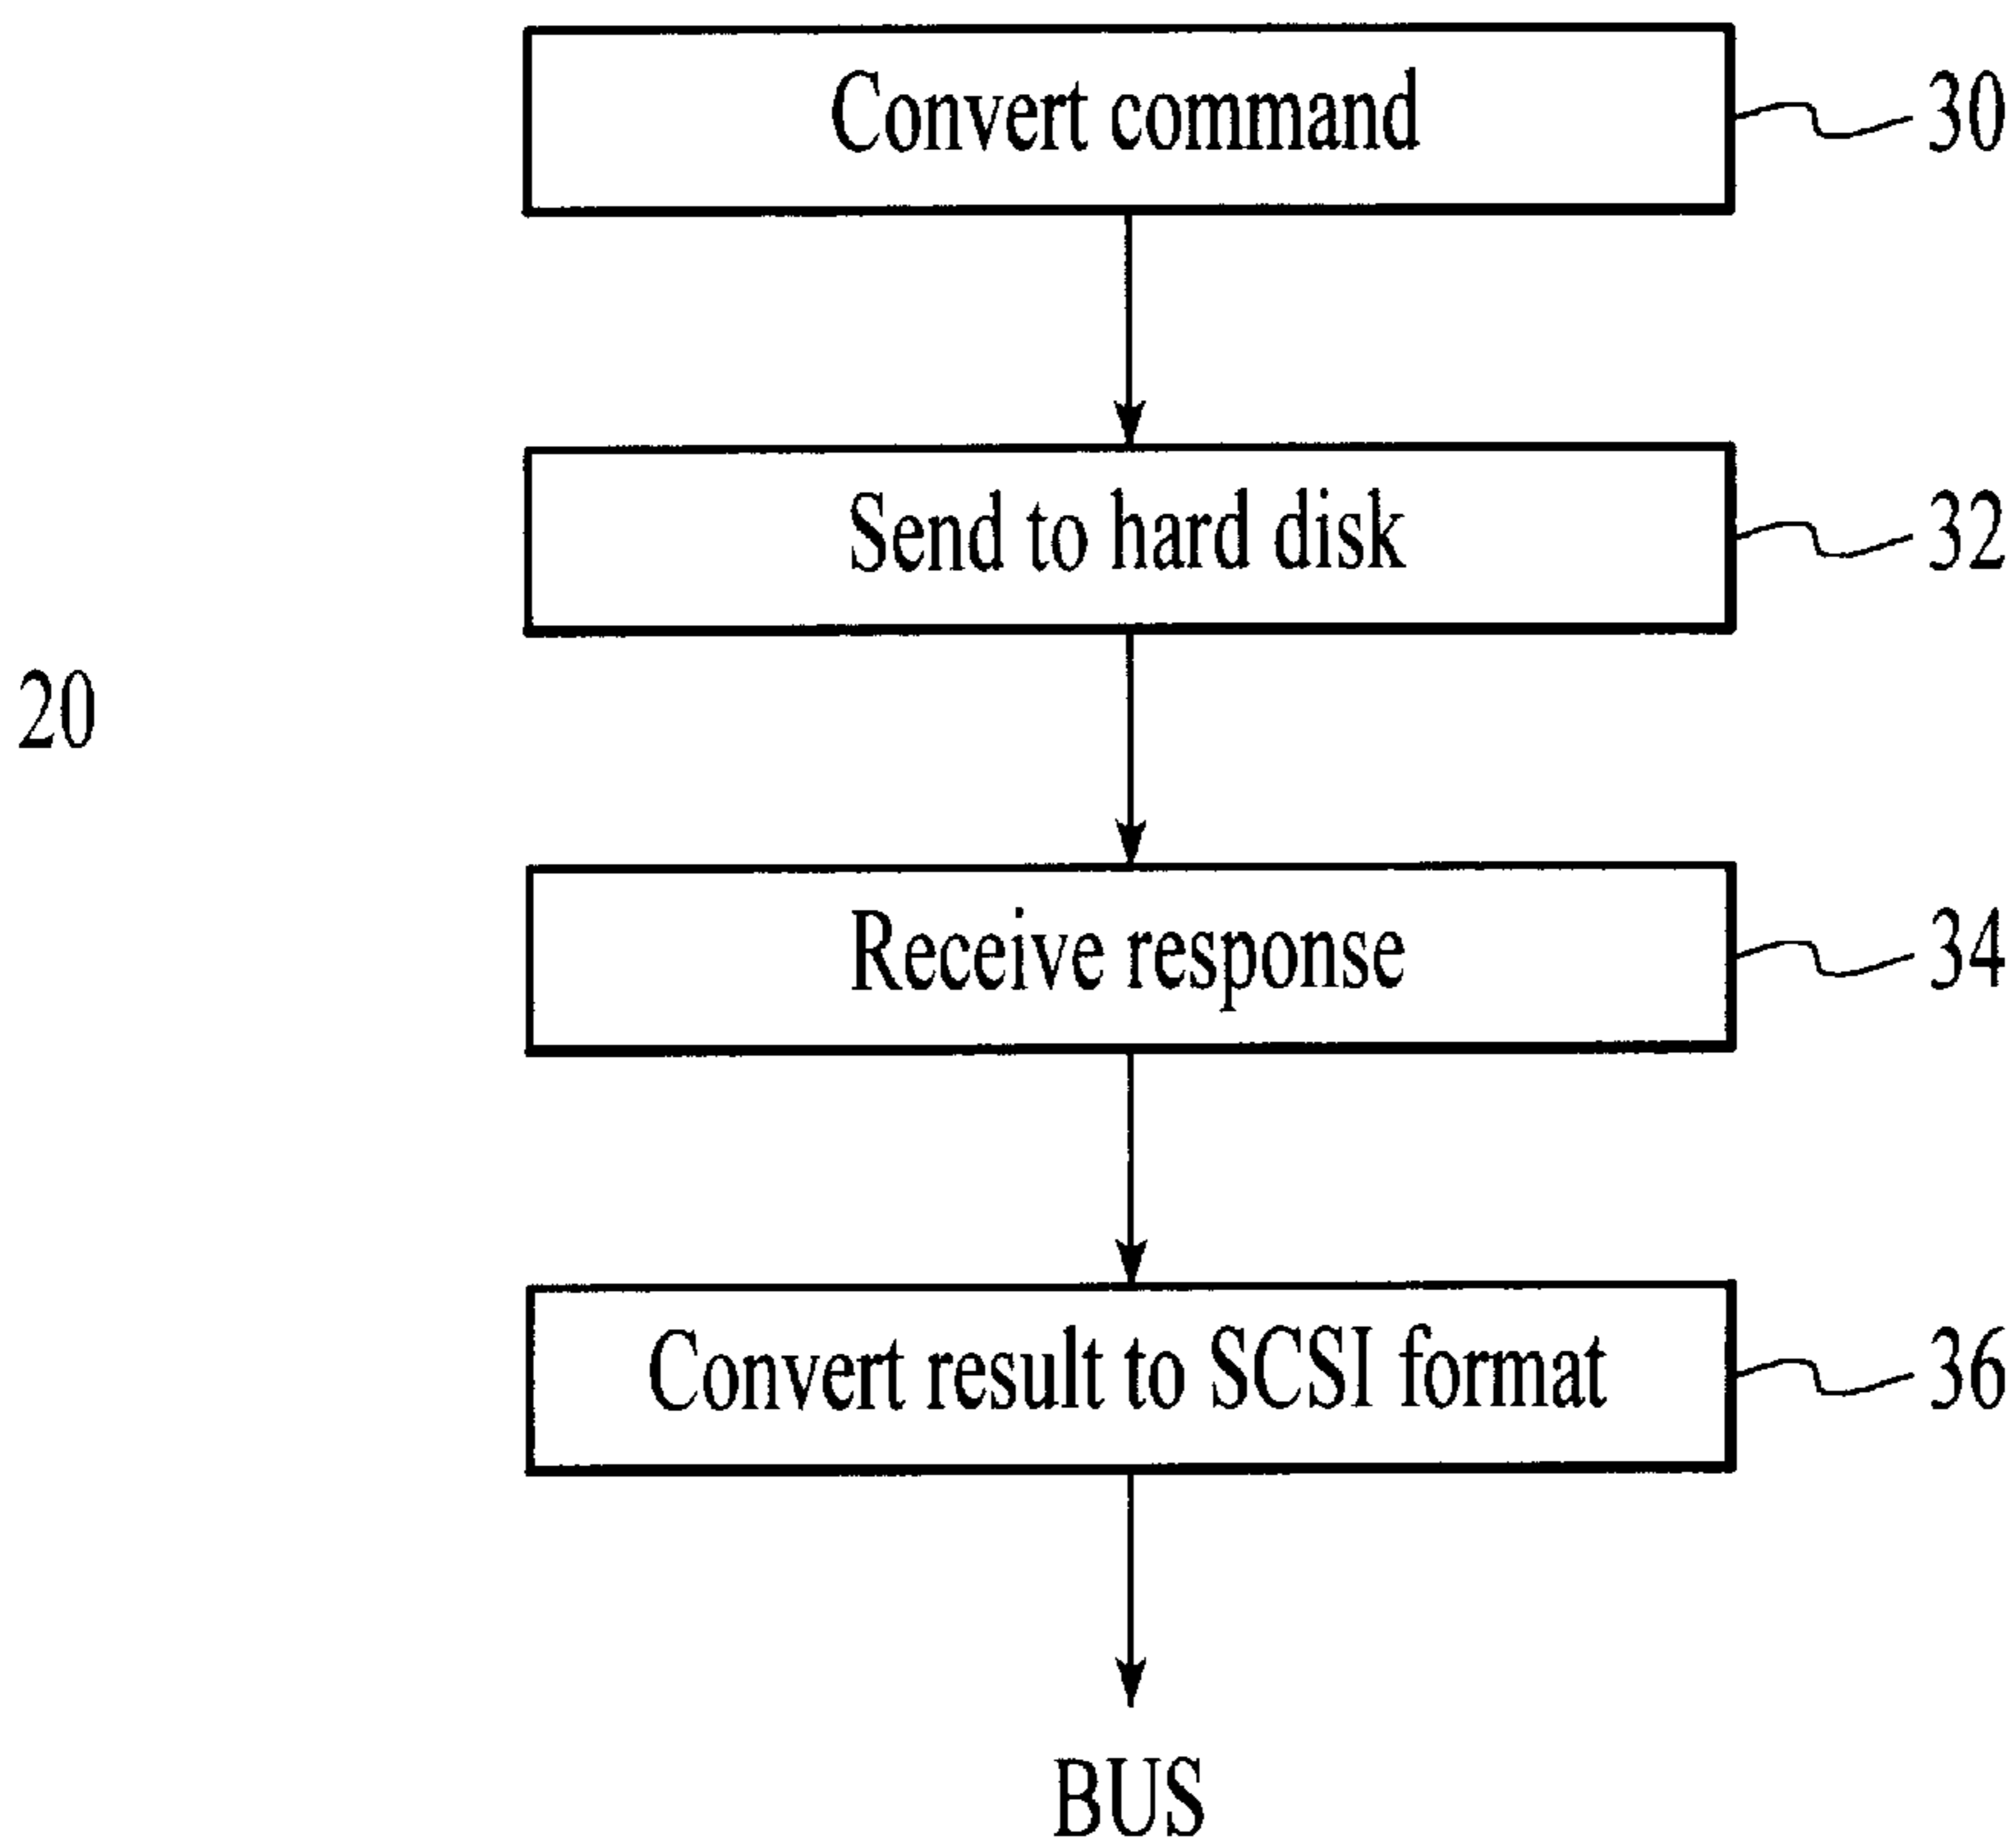 Convert command
30
Send to hard disk
32
20
Receive response
34
Convert result to SCSI format
36
BUS